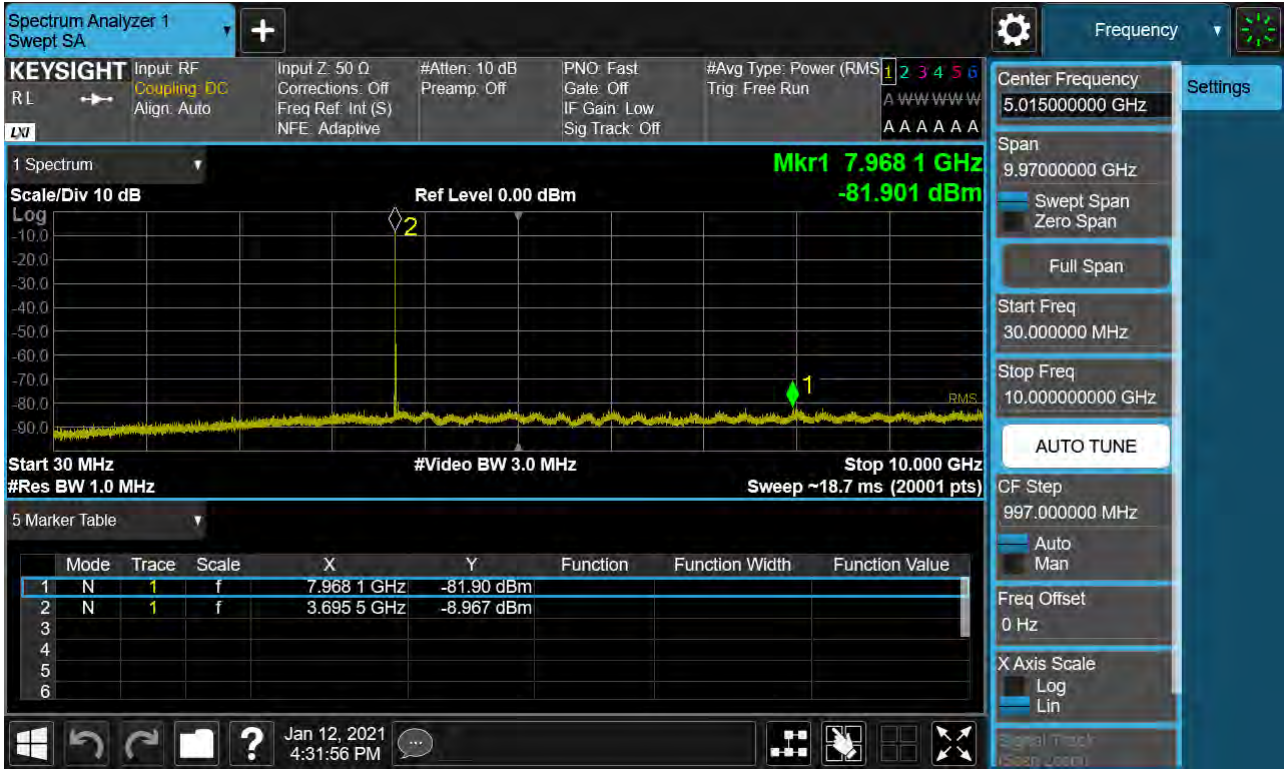 Spectrum Analyzer 1
Swept SA
+
Frequency
KEYSIGHT
R L
LXI
Input: RF
Coupling: DC
Align: Auto
Input Z: 50 Ω
Corrections: Off
Freq Ref: Int (S)
NFE: Adaptive
#Atten: 10 dB
Preamp: Off
PNO: Fast
Gate: Off
IF Gain: Low
Sig Track: Off
#Avg Type: Power (RMS
Trig: Free Run
1 2 3 4 5 6
A W W W W W
A A A A A A
1 Spectrum
Scale/Div 10 dB
Ref Level 0.00 dBm
Mkr1 7.968 1 GHz
-81.901 dBm
Log
-10.0
-20.0
-30.0
-40.0
-50.0
-60.0
-70.0
-80.0
-90.0
2
1
RMS
Start 30 MHz
#Video BW 3.0 MHz
Stop 10.000 GHz
#Res BW 1.0 MHz
Sweep ~18.7 ms (20001 pts)
5 Marker Table
Mode Trace Scale X Y Function Function Width Function Value
1 N 1 f 7.968 1 GHz -81.90 dBm
2 N 1 f 3.695 5 GHz -8.967 dBm
3
4
5
6
Jan 12, 2021
4:31:56 PM
Center Frequency
5.015000000 GHz
Settings
Span
9.97000000 GHz
Swept Span
Zero Span
Full Span
Start Freq
30.000000 MHz
Stop Freq
10.000000000 GHz
AUTO TUNE
CF Step
997.000000 MHz
Auto
Man
Freq Offset
0 Hz
X Axis Scale
Log
Lin
Signal Track
(Span Zoom)